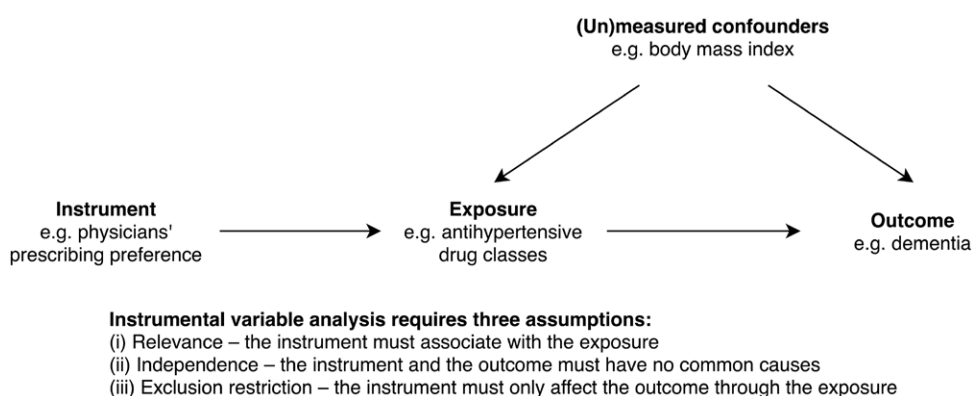 (Un)measured confounders
e.g. body mass index
Instrument
e.g. physicians'
prescribing preference
Exposure
e.g. antihypertensive
drug classes
Outcome
e.g. dementia
Instrumental variable analysis requires three assumptions:
(i) Relevance – the instrument must associate with the exposure
(ii) Independence – the instrument and the outcome must have no common causes
(iii) Exclusion restriction – the instrument must only affect the outcome through the exposure